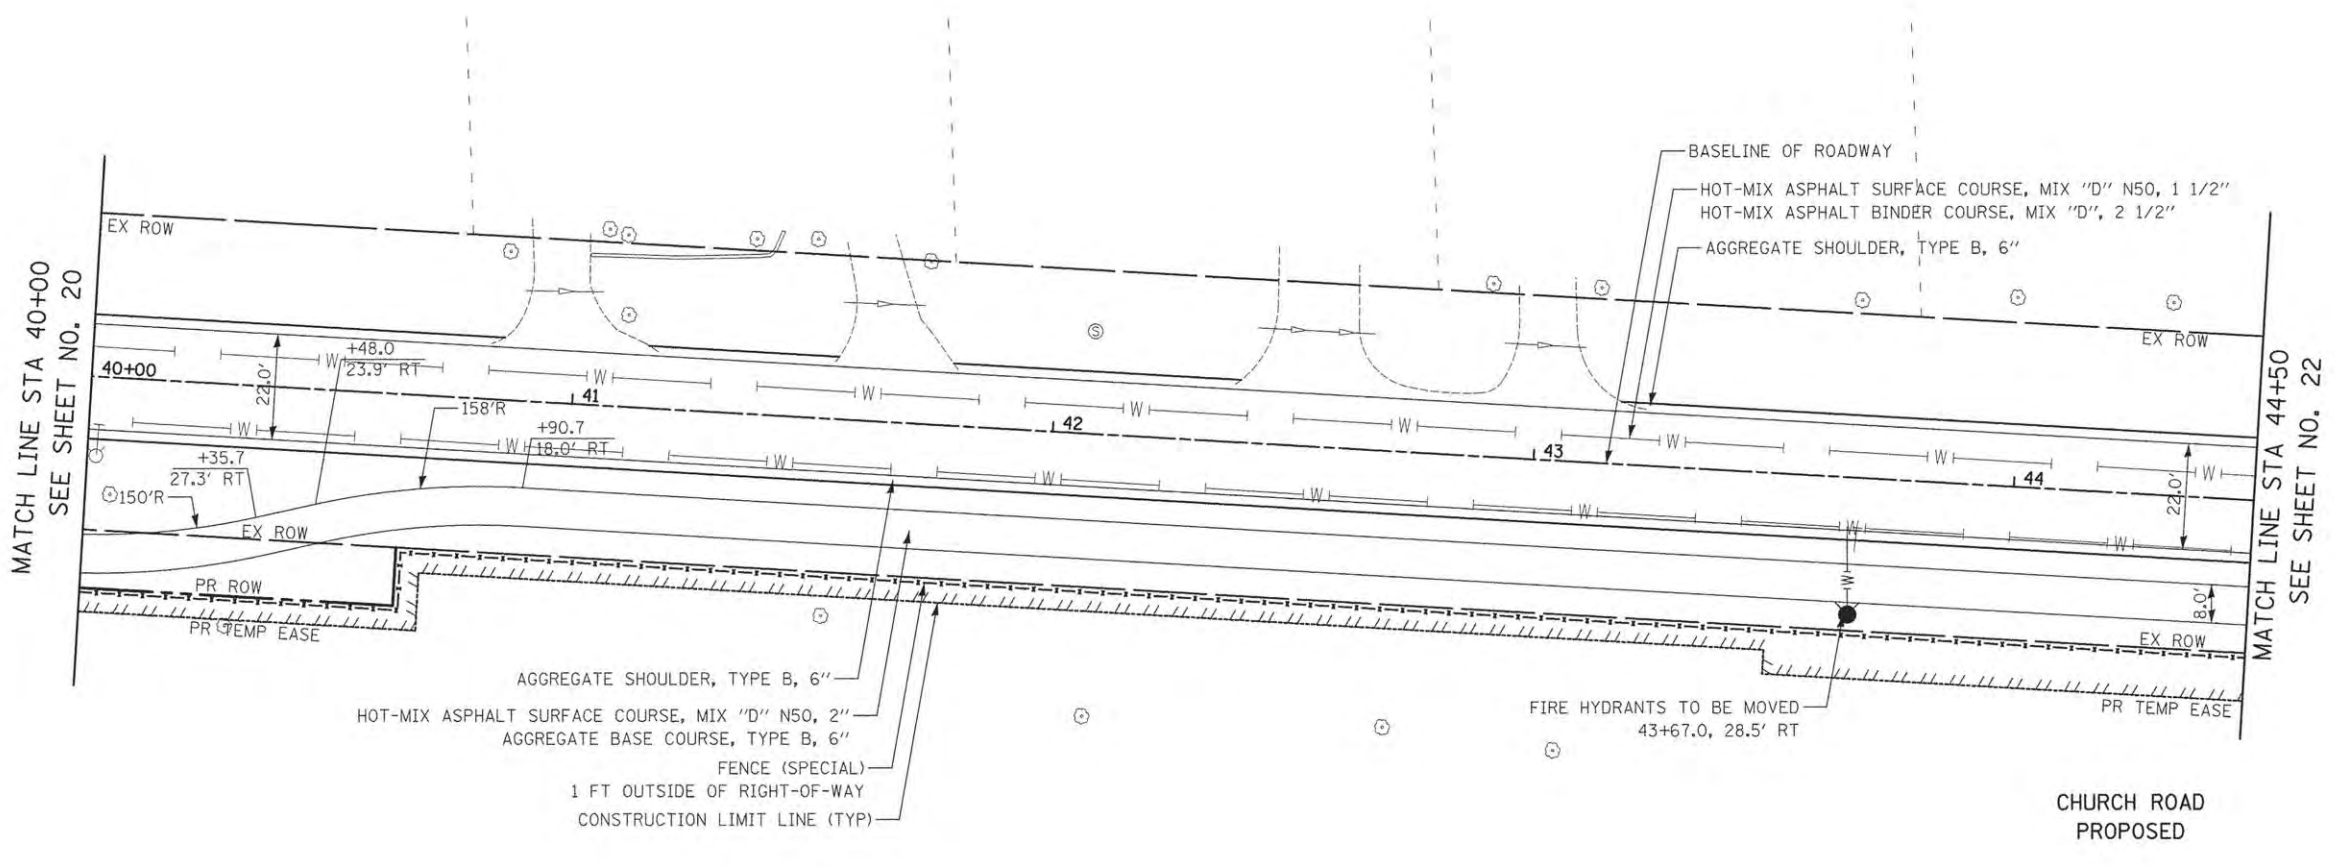 MATCH LINE STA 40+00
SEE SHEET NO. 20
EX ROW
40+00
22.0'
W
+48.0
23.9' RT
W
W
W
W
W
W
W
41
42
43
44
158'R
+90.7
18.0' RT
W
W
W
W
W
W
W
W
+35.7
27.3' RT
150'R
EX ROW
PR ROW
PR TEMP EASE
S
BASELINE OF ROADWAY
HOT-MIX ASPHALT SURFACE COURSE, MIX "D" N50, 1 1/2"
HOT-MIX ASPHALT BINDER COURSE, MIX "D", 2 1/2"
AGGREGATE SHOULDER, TYPE B, 6"
EX ROW
22.0'
8.0'
W
EX ROW
PR TEMP EASE
MATCH LINE STA 44+50
SEE SHEET NO. 22
AGGREGATE SHOULDER, TYPE B, 6"
HOT-MIX ASPHALT SURFACE COURSE, MIX "D" N50, 2"
AGGREGATE BASE COURSE, TYPE B, 6"
FENCE (SPECIAL)
1 FT OUTSIDE OF RIGHT-OF-WAY
CONSTRUCTION LIMIT LINE (TYP)
FIRE HYDRANTS TO BE MOVED
43+67.0, 28.5' RT
CHURCH ROAD
PROPOSED